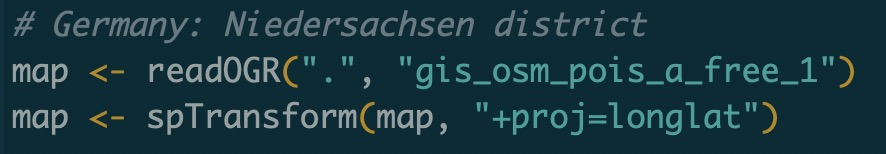 # Germany: Niedersachsen district
map <- readOGR(".", "gis_osm_pois_a_free_1")
map <- spTransform(map, "+proj=longlat")